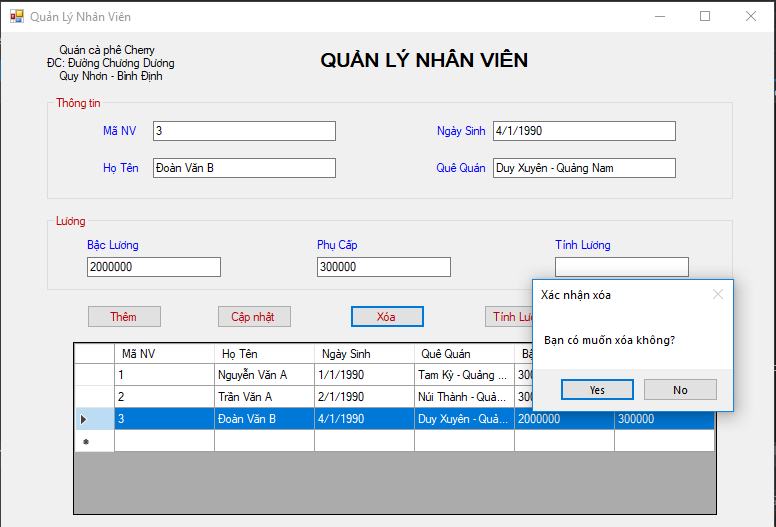 Quản Lý Nhân Viên
Quán cà phê Cherry
ĐC: Đường Chương Dương
Quy Nhơn - Bình Định
QUẢN LÝ NHÂN VIÊN
Thông tin
Mã NV 3 Ngày Sinh 4/1/1990
Họ Tên Đoàn Văn B Quê Quán Duy Xuyên - Quảng Nam
Lương
Bậc Lương Phụ Cấp Tính Lương
2000000 300000
Thêm Cập nhật Xóa Tính Lư
Xác nhận xóa
Bạn có muốn xóa không?
Yes No
Mã NV Họ Tên Ngày Sinh Quê Quán
1 Nguyễn Văn A 1/1/1990 Tam Kỳ - Quảng ...
2 Trần Văn A 2/1/1990 Núi Thành - Quả...
3 Đoàn Văn B 4/1/1990 Duy Xuyên - Quả... 2000000 300000